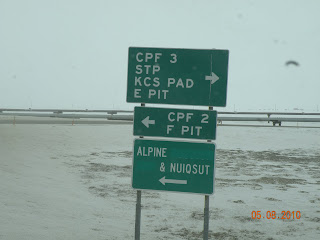 CPF 3
STP
KCS PAD
E PIT
CPF 2
F PIT
ALPINE
& NUIQSUT
05.08.2010